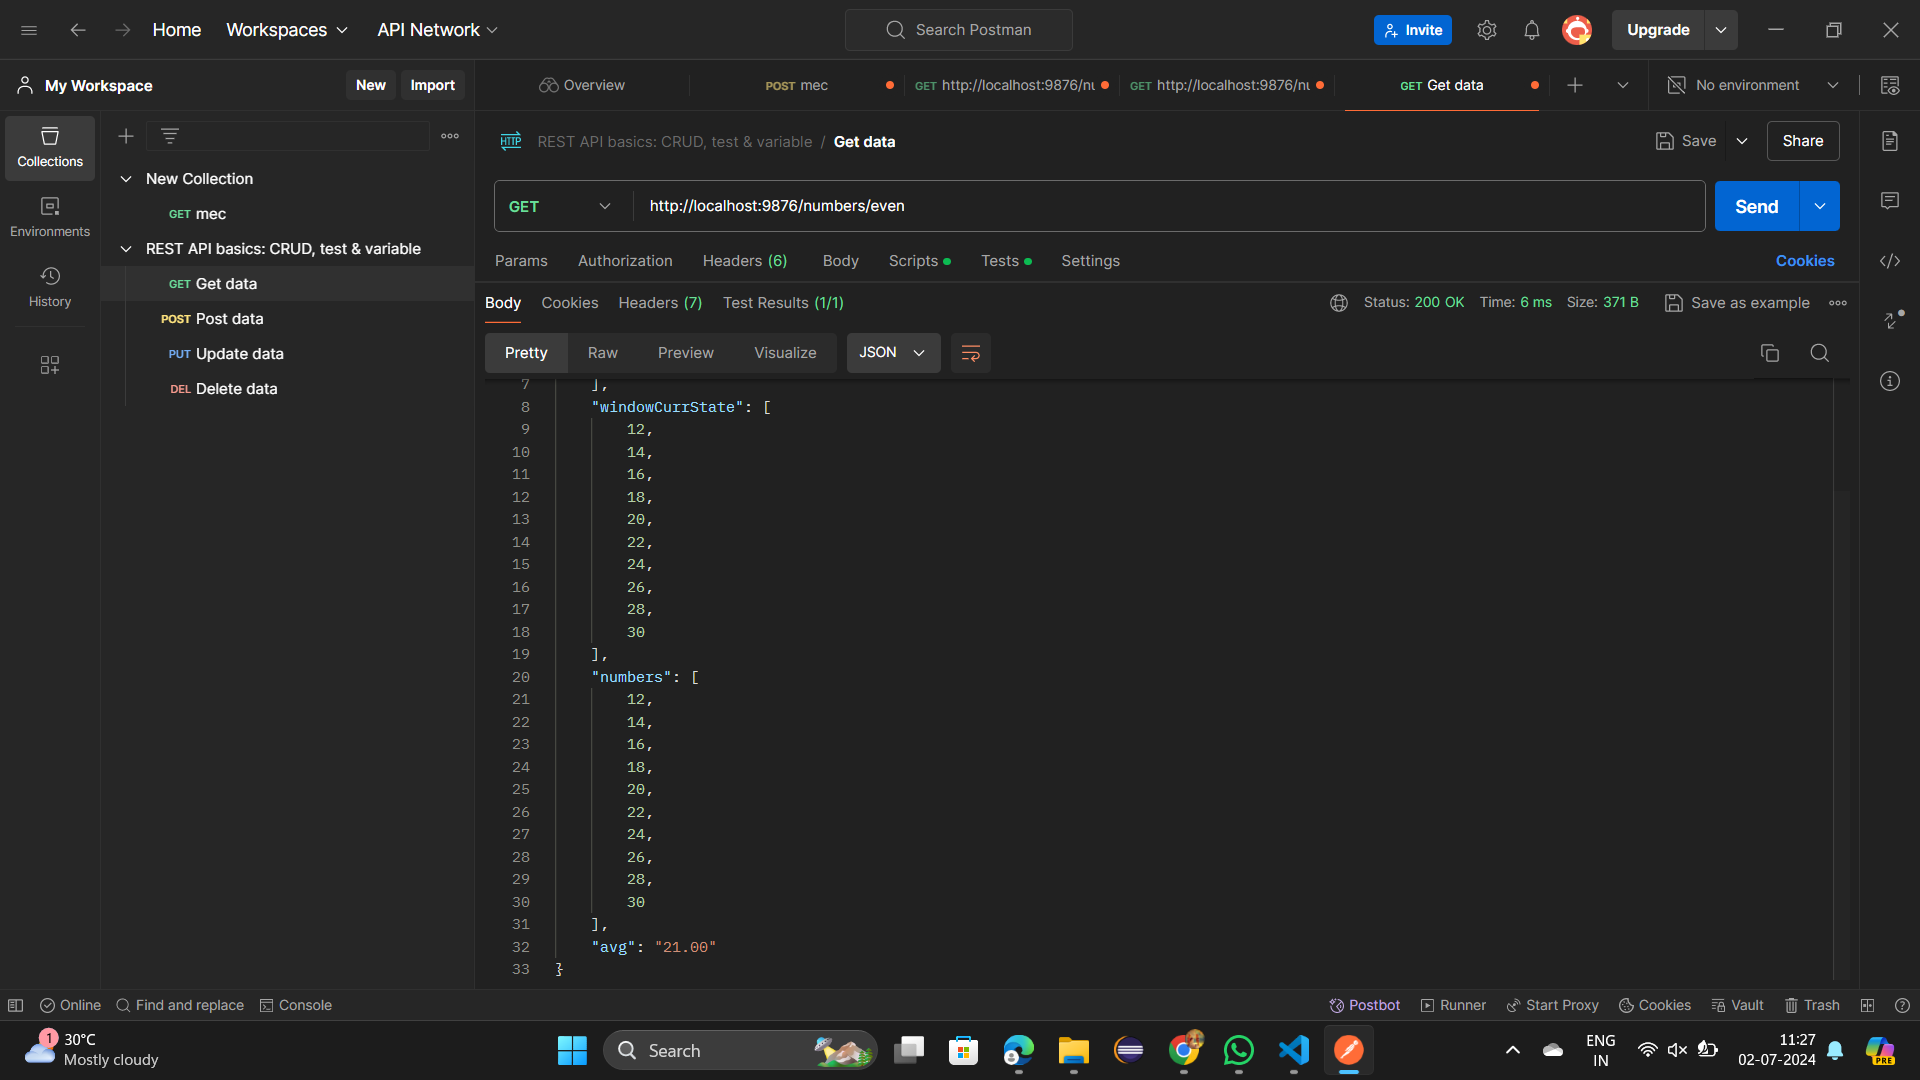 Home Workspaces API Network Search Postman Invite Upgrade
My Workspace New Import Overview POST mec GET http://localhost:9876/nu GET http://localhost:9876/nu GET Get data No environment
Collections
Environments
History
New Collection
GET mec
REST API basics: CRUD, test & variable
GET Get data
POST Post data
PUT Update data
DEL Delete data
HTTP REST API basics: CRUD, test & variable / Get data Save Share
GET http://localhost:9876/numbers/even Send
Params Authorization Headers (6) Body Scripts Tests Settings Cookies
Body Cookies Headers (7) Test Results (1/1) Status: 200 OK Time: 6 ms Size: 371 B Save as example
Pretty Raw Preview Visualize JSON
7 ],
8 "windowCurrState": [
9 12,
10 14,
11 16,
12 18,
13 20,
14 22,
15 24,
16 26,
17 28,
18 30
19 ],
20 "numbers": [
21 12,
22 14,
23 16,
24 18,
25 20,
26 22,
27 24,
28 26,
29 28,
30 30
31 ],
32 "avg": "21.00"
33 }
Online Find and replace Console Postbot Runner Start Proxy Cookies Vault Trash
1 30°C
Mostly cloudy
Search
ENG
IN
11:27
02-07-2024
PRE